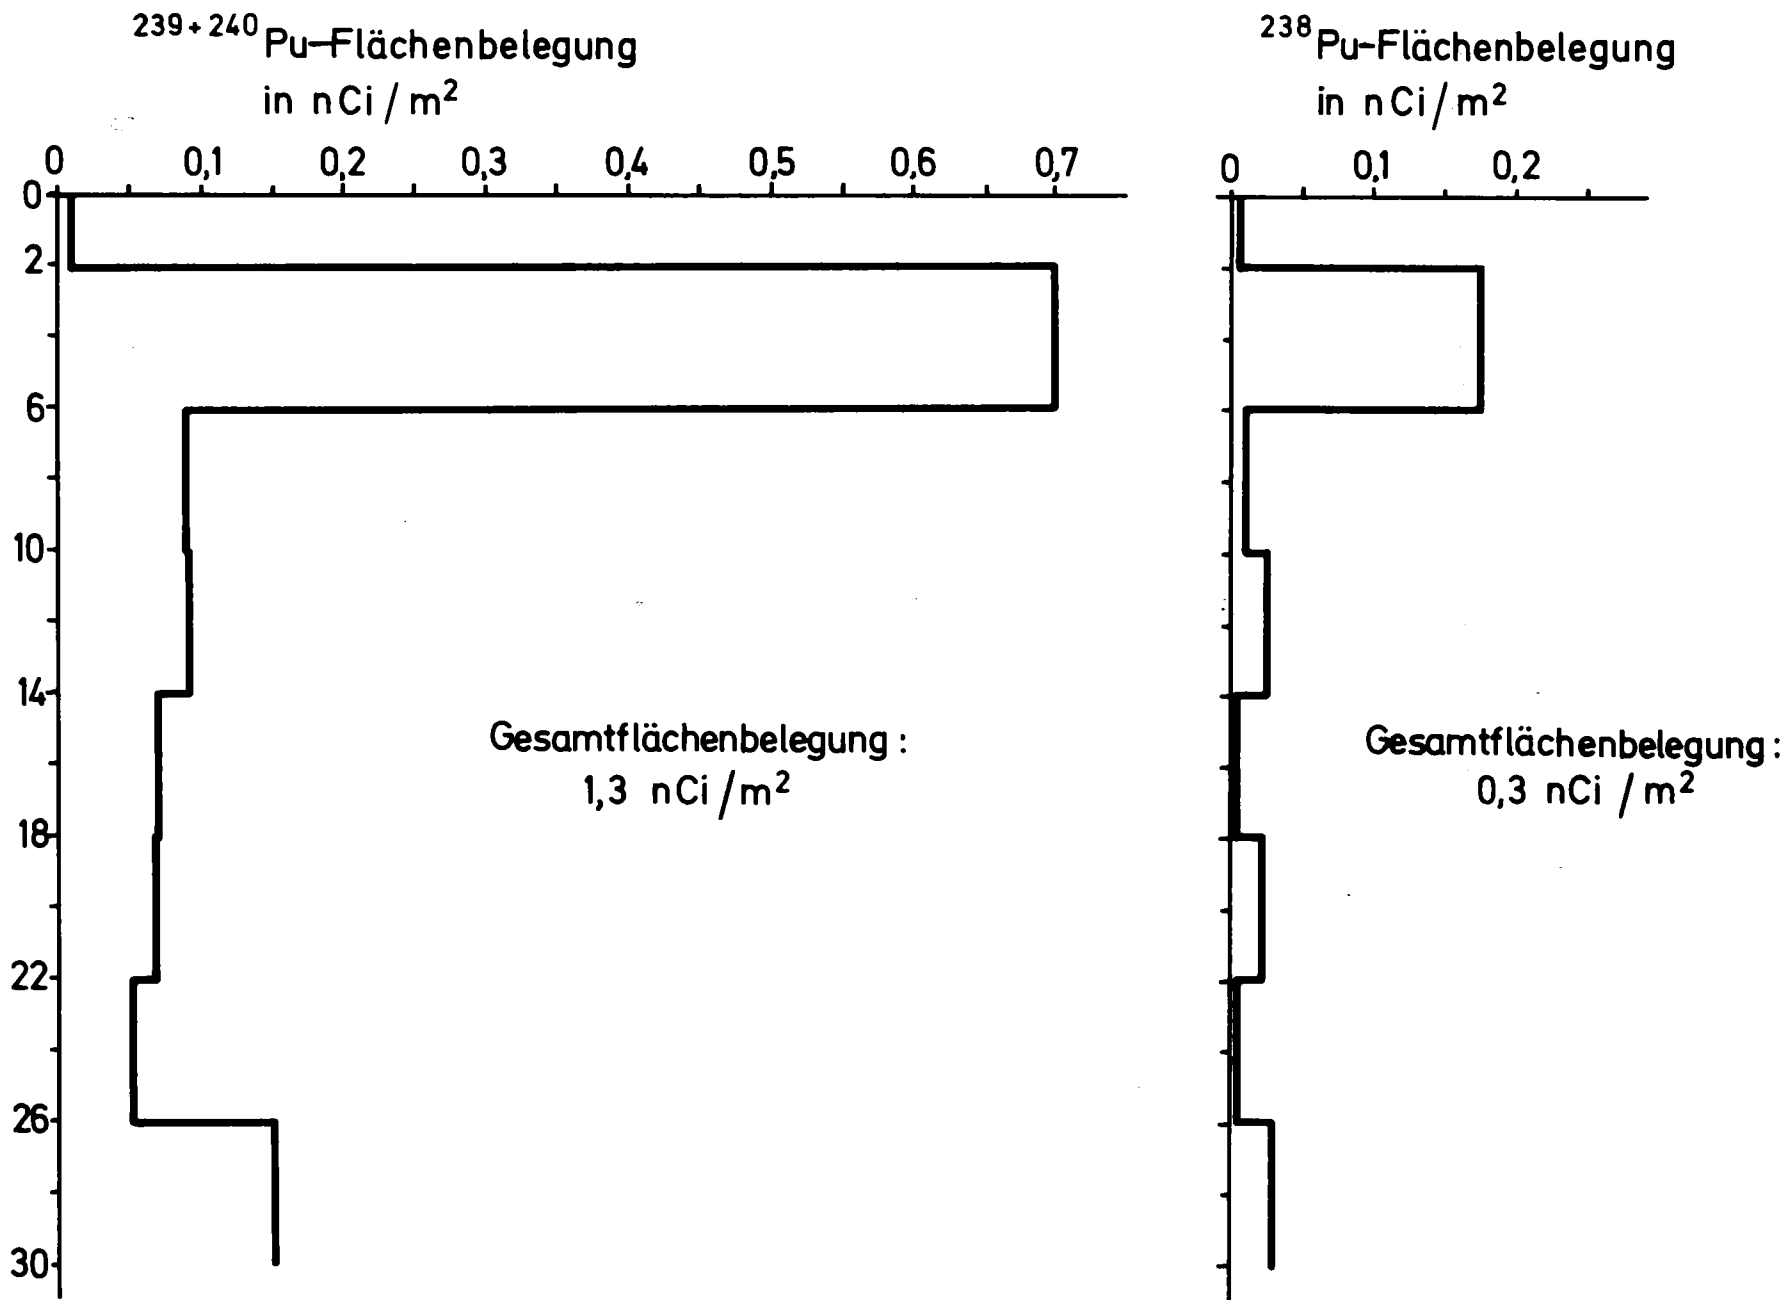 ²³⁹⁺²⁴⁰Pu-Flächenbelegung
in nCi/m²
0 0,1 0,2 0,3 0,4 0,5 0,6 0,7
0
2
6
10
14
18
22
26
30
Gesamtflächenbelegung:
1,3 nCi/m²
²³⁸Pu-Flächenbelegung
in nCi/m²
0 0,1 0,2
Gesamtflächenbelegung:
0,3 nCi/m²